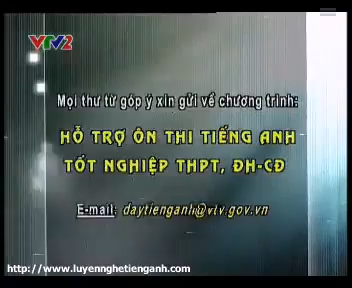 VTV2
Mọi thư từ góp ý xin gửi về chương trình:
HỖ TRỢ ÔN THI TIẾNG ANH
TỐT NGHIỆP THPT, ĐH-CĐ
E-mail: daytienganh@vtv.gov.vn
http://www.luyennghetienganh.com